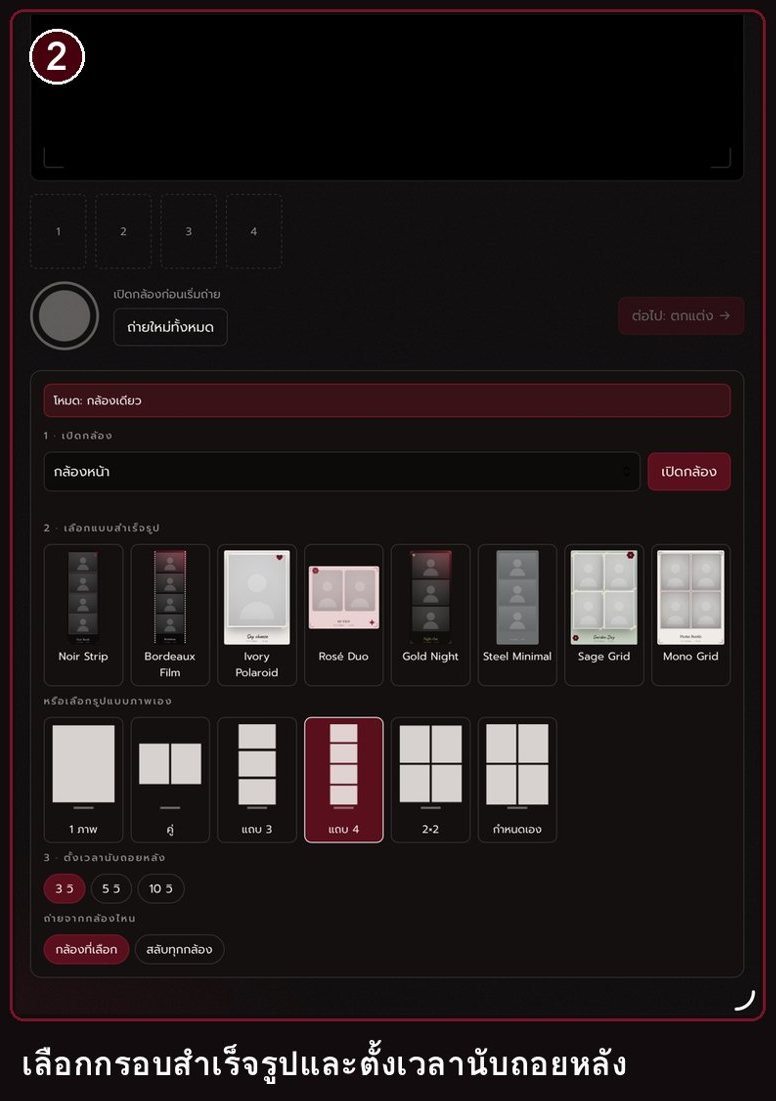 2
1
2
3
4
เปิดกล้องก่อนเริ่มถ่าย
ถ่ายใหม่ทั้งหมด
ต่อไป: ตกแต่ง →
โหมด: กล้องเดียว
1 · เปิดกล้อง
กล้องหน้า
เปิดกล้อง
2 · เลือกแบบสำเร็จรูป
Noir Strip
Bordeaux Film
Ivory Polaroid
Rosé Duo
Gold Night
Steel Minimal
Sage Grid
Mono Grid
หรือเลือกรูปแบบภาพเอง
1 ภาพ
คู่
แถบ 3
แถบ 4
2×2
กำหนดเอง
3 · ตั้งเวลานับถอยหลัง
3 วิ
5 วิ
10 วิ
ถ่ายจากกล้องไหน
กล้องที่เลือก
สลับทุกกล้อง
เลือกกรอบสำเร็จรูปและตั้งเวลานับถอยหลัง